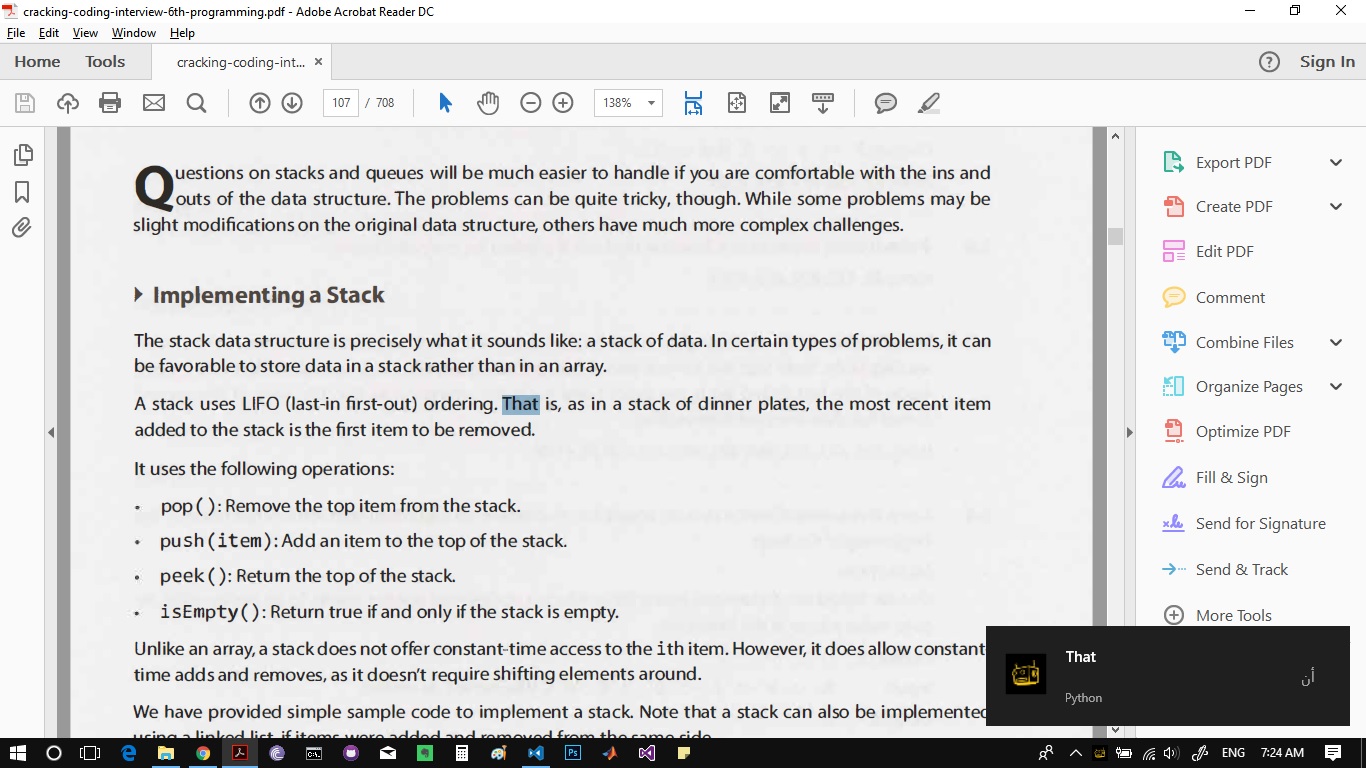 cracking-coding-interview-6th-programming.pdf - Adobe Acrobat Reader DC
File Edit View Window Help
Home Tools cracking-coding-int... × Sign In
107 / 708 138%
Questions on stacks and queues will be much easier to handle if you are comfortable with the ins and
outs of the data structure. The problems can be quite tricky, though. While some problems may be
slight modifications on the original data structure, others have much more complex challenges.
Implementing a Stack
The stack data structure is precisely what it sounds like: a stack of data. In certain types of problems, it can
be favorable to store data in a stack rather than in an array.
A stack uses LIFO (last-in first-out) ordering. That is, as in a stack of dinner plates, the most recent item
added to the stack is the first item to be removed.
It uses the following operations:
• pop(): Remove the top item from the stack.
• push(item): Add an item to the top of the stack.
• peek(): Return the top of the stack.
• isEmpty(): Return true if and only if the stack is empty.
Unlike an array, a stack does not offer constant-time access to the ith item. However, it does allow constant-
time adds and removes, as it doesn't require shifting elements around.
We have provided simple sample code to implement a stack. Note that a stack can also be implemented
using a linked list, if items were added and removed from the same side.
Export PDF
Create PDF
Edit PDF
Comment
Combine Files
Organize Pages
Optimize PDF
Fill & Sign
Send for Signature
Send & Track
More Tools
That
أن
Python
ENG 7:24 AM